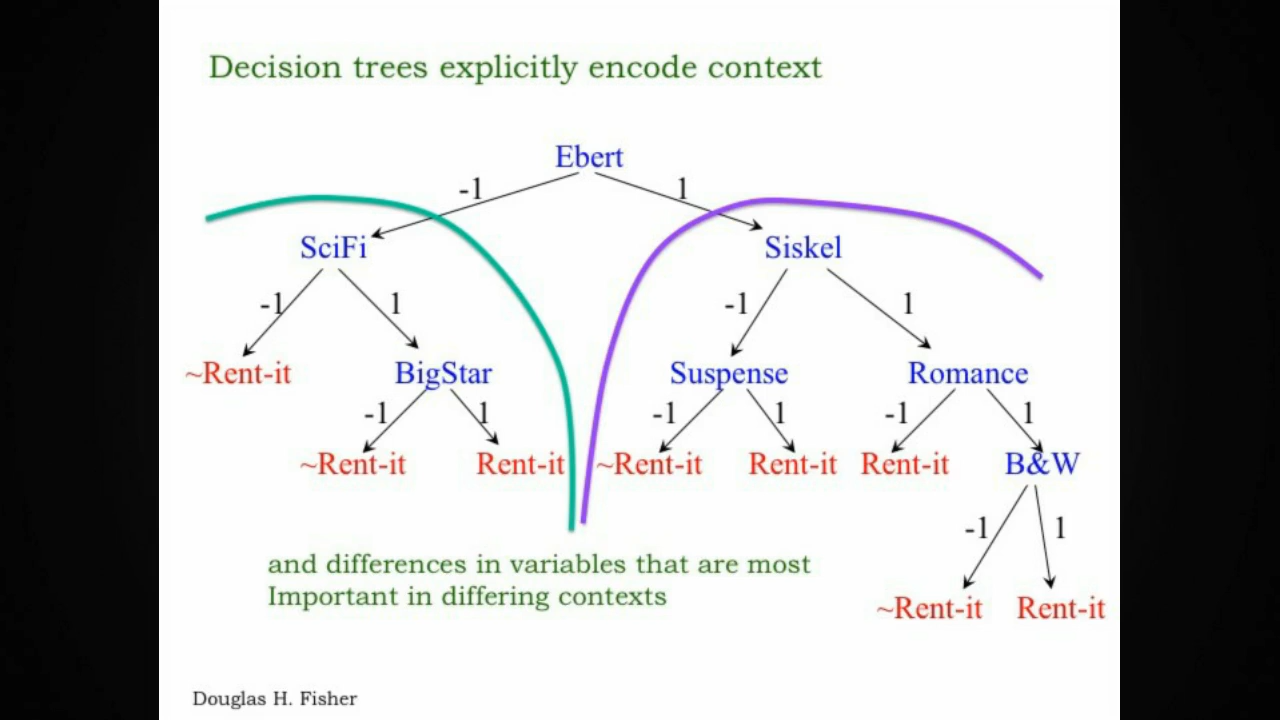 Decision trees explicitly encode context
Ebert
-1 1
SciFi Siskel
-1 1 -1 1
~Rent-it BigStar Suspense Romance
-1 1 -1 1 -1 1
~Rent-it Rent-it ~Rent-it Rent-it Rent-it B&W
-1 1
and differences in variables that are most
Important in differing contexts
~Rent-it Rent-it
Douglas H. Fisher